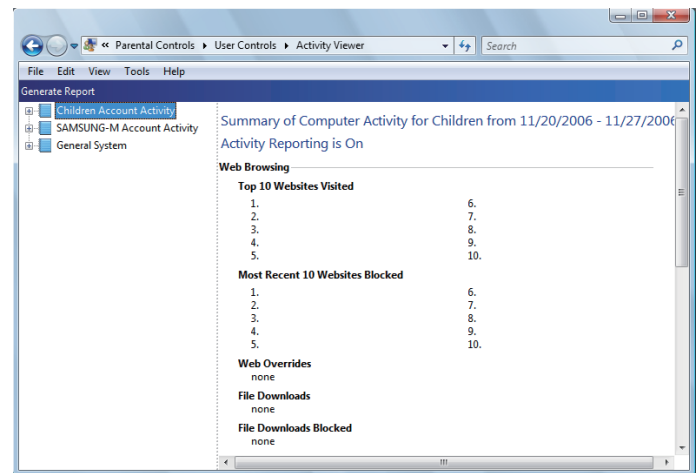 « Parental Controls ▸ User Controls ▸ Activity Viewer
Search
File Edit View Tools Help
Generate Report
Children Account Activity
SAMSUNG-M Account Activity
General System
Summary of Computer Activity for Children from 11/20/2006 - 11/27/2006
Activity Reporting is On
Web Browsing
Top 10 Websites Visited
1. 6.
2. 7.
3. 8.
4. 9.
5. 10.
Most Recent 10 Websites Blocked
1. 6.
2. 7.
3. 8.
4. 9.
5. 10.
Web Overrides
none
File Downloads
none
File Downloads Blocked
none